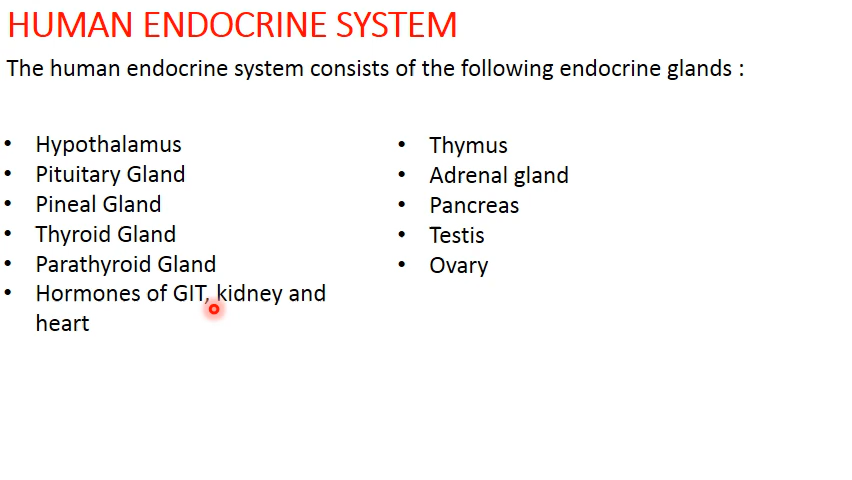 HUMAN ENDOCRINE SYSTEM
The human endocrine system consists of the following endocrine glands :
• Hypothalamus
• Pituitary Gland
• Pineal Gland
• Thyroid Gland
• Parathyroid Gland
• Hormones of GIT, kidney and
heart
• Thymus
• Adrenal gland
• Pancreas
• Testis
• Ovary